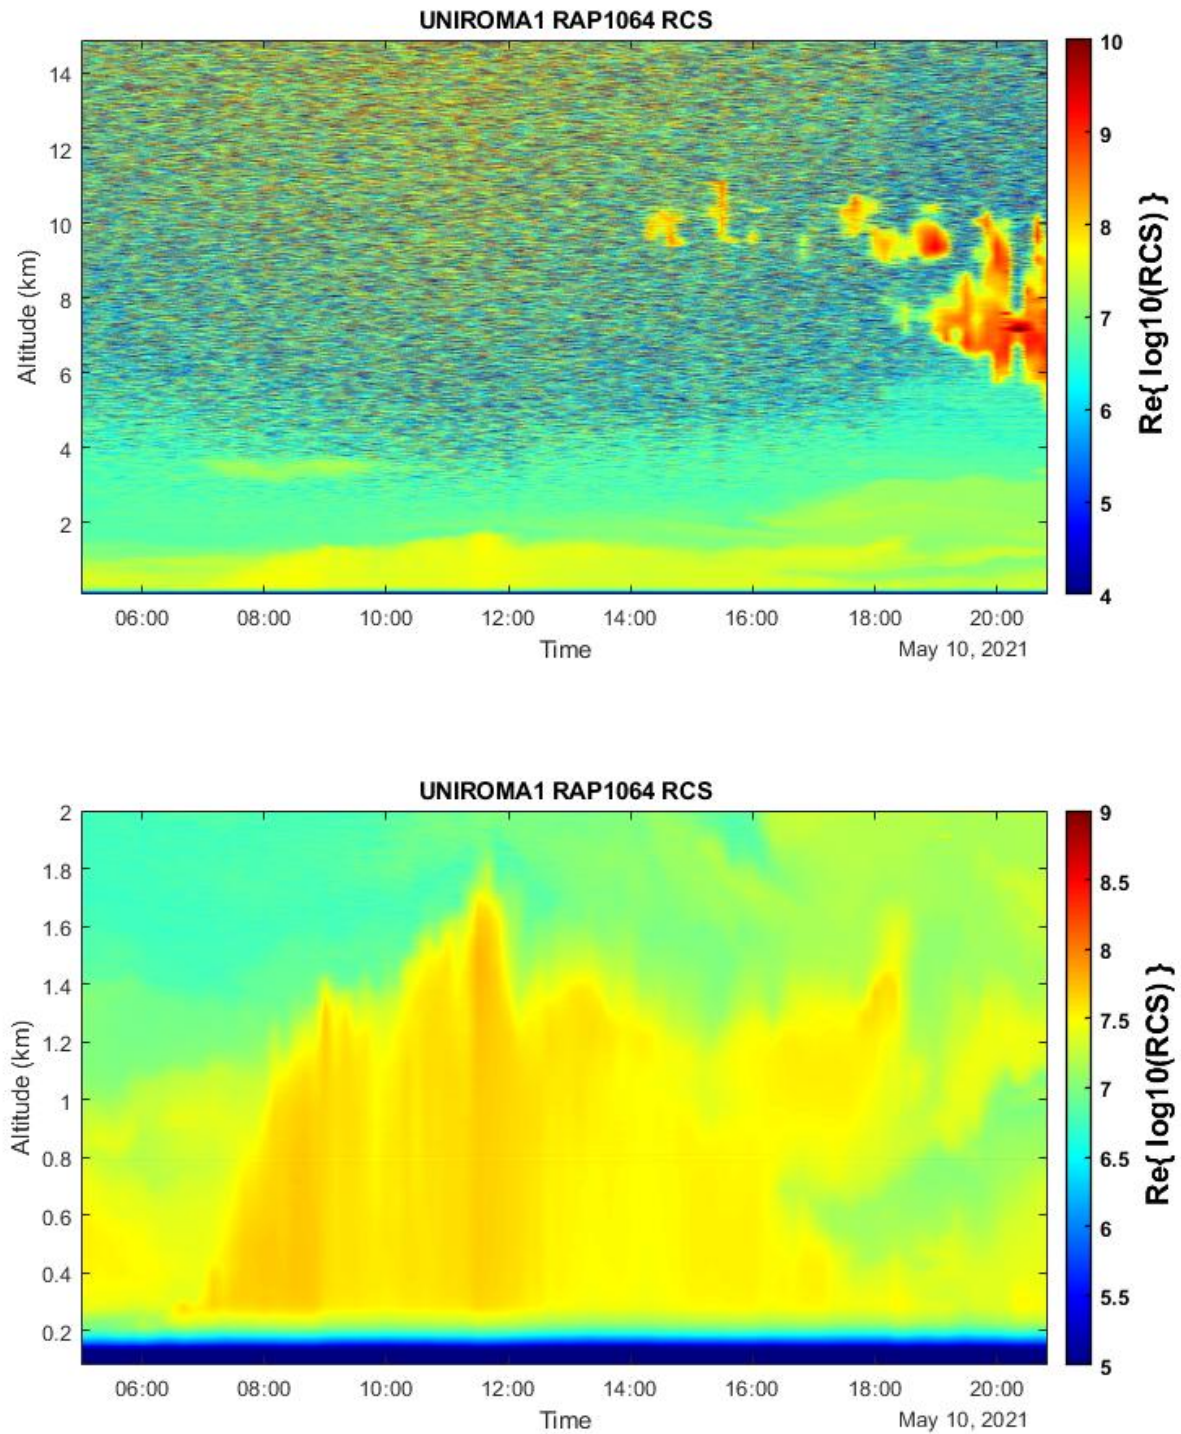 UNIROMA1 RAP1064 RCS
14
12
10
8
6
4
2
Altitude (km)
06:00 08:00 10:00 12:00 14:00 16:00 18:00 20:00
Time
May 10, 2021
10
9
8
7
6
5
4
Re{ log10(RCS) }
UNIROMA1 RAP1064 RCS
2
1.8
1.6
1.4
1.2
1
0.8
0.6
0.4
0.2
Altitude (km)
06:00 08:00 10:00 12:00 14:00 16:00 18:00 20:00
Time
May 10, 2021
9
8.5
8
7.5
7
6.5
6
5.5
5
Re{ log10(RCS) }